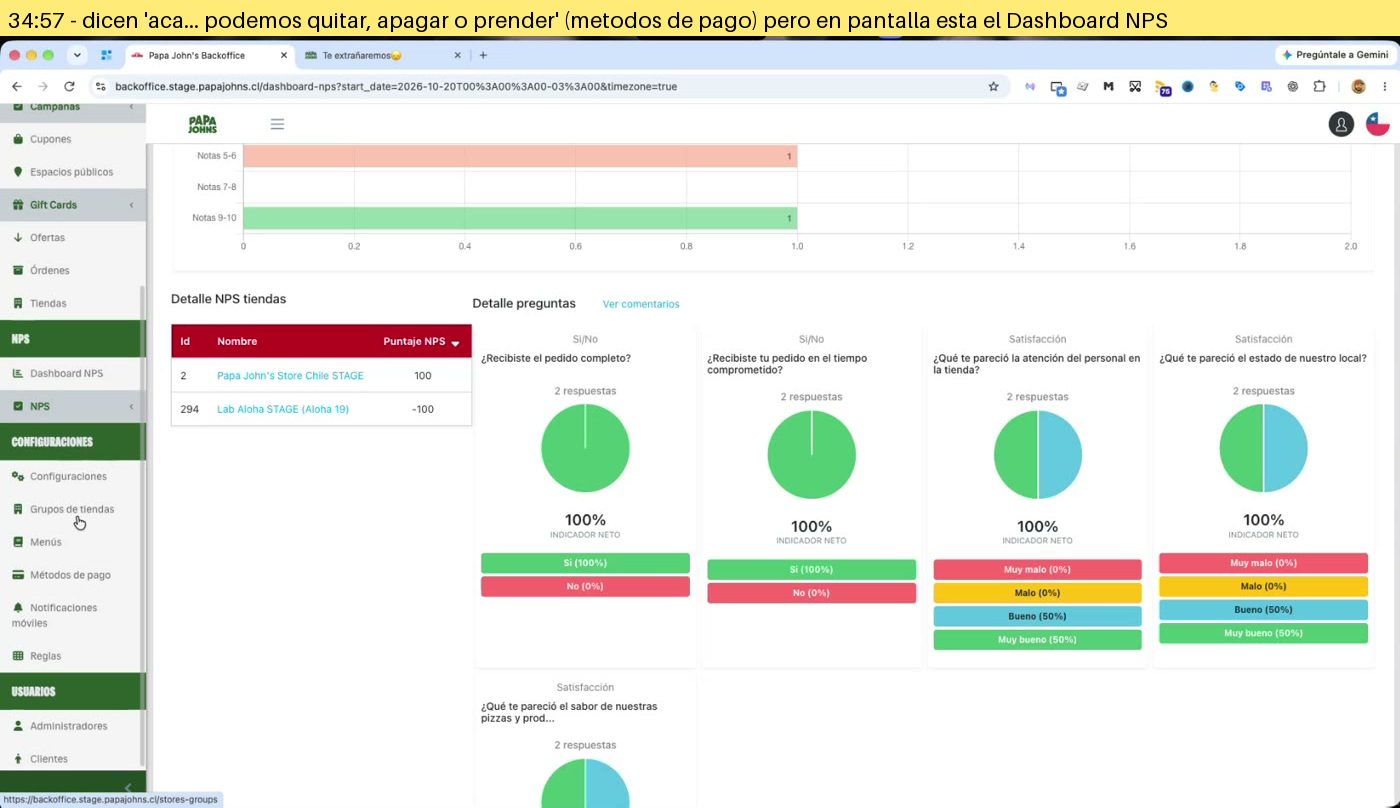 34:57 - dicen 'aca... podemos quitar, apagar o prender' (metodos de pago) pero en pantalla esta el Dashboard NPS
Papa John's Backoffice
Te extrañaremos😔
Pregúntale a Gemini
backoffice.stage.papajohns.cl/dashboard-nps?start_date=2026-10-20T00%3A00%3A00-03%3A00&timezone=true
75
Campañas
Cupones
Espacios públicos
Gift Cards
Ofertas
Órdenes
Tiendas
NPS
Dashboard NPS
NPS
CONFIGURACIONES
Configuraciones
Grupos de tiendas
Menús
Métodos de pago
Notificaciones
móviles
Reglas
USUARIOS
Administradores
Clientes
PAPA
JOHNS
Notas 5-6
1
Notas 7-8
Notas 9-10
1
0 0.2 0.4 0.6 0.8 1.0 1.2 1.4 1.6 1.8 2.0
Detalle NPS tiendas
Id Nombre Puntaje NPS
2 Papa John's Store Chile STAGE 100
294 Lab Aloha STAGE (Aloha 19) -100
Detalle preguntas Ver comentarios
Si/No
¿Recibiste el pedido completo?
2 respuestas
100%
INDICADOR NETO
Si (100%)
No (0%)
Si/No
¿Recibiste tu pedido en el tiempo
comprometido?
2 respuestas
100%
INDICADOR NETO
Si (100%)
No (0%)
Satisfacción
¿Qué te pareció la atención del personal en
la tienda?
2 respuestas
100%
INDICADOR NETO
Muy malo (0%)
Malo (0%)
Bueno (50%)
Muy bueno (50%)
Satisfacción
¿Qué te pareció el estado de nuestro local?
2 respuestas
100%
INDICADOR NETO
Muy malo (0%)
Malo (0%)
Bueno (50%)
Muy bueno (50%)
Satisfacción
¿Qué te pareció el sabor de nuestras
pizzas y prod...
2 respuestas
https://backoffice.stage.papajohns.cl/stores-groups